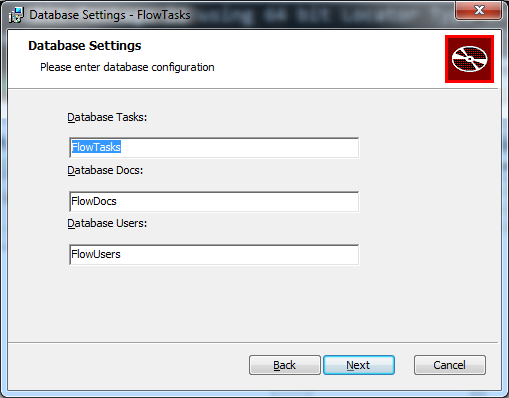 Database Settings - FlowTasks
Database Settings
Please enter database configuration
Database Tasks:
FlowTasks
Database Docs:
FlowDocs
Database Users:
FlowUsers
Back
Next
Cancel